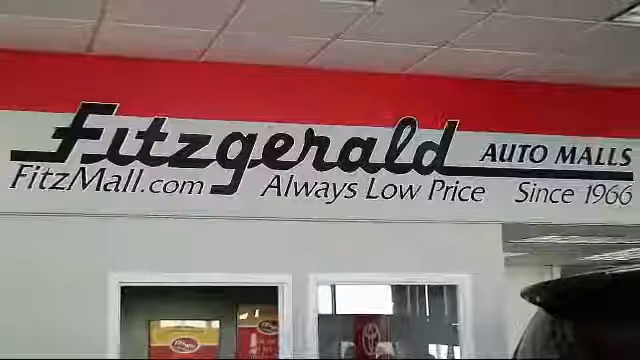 Fitzgerald AUTO MALLS
FitzMall.com Always Low Price Since 1966